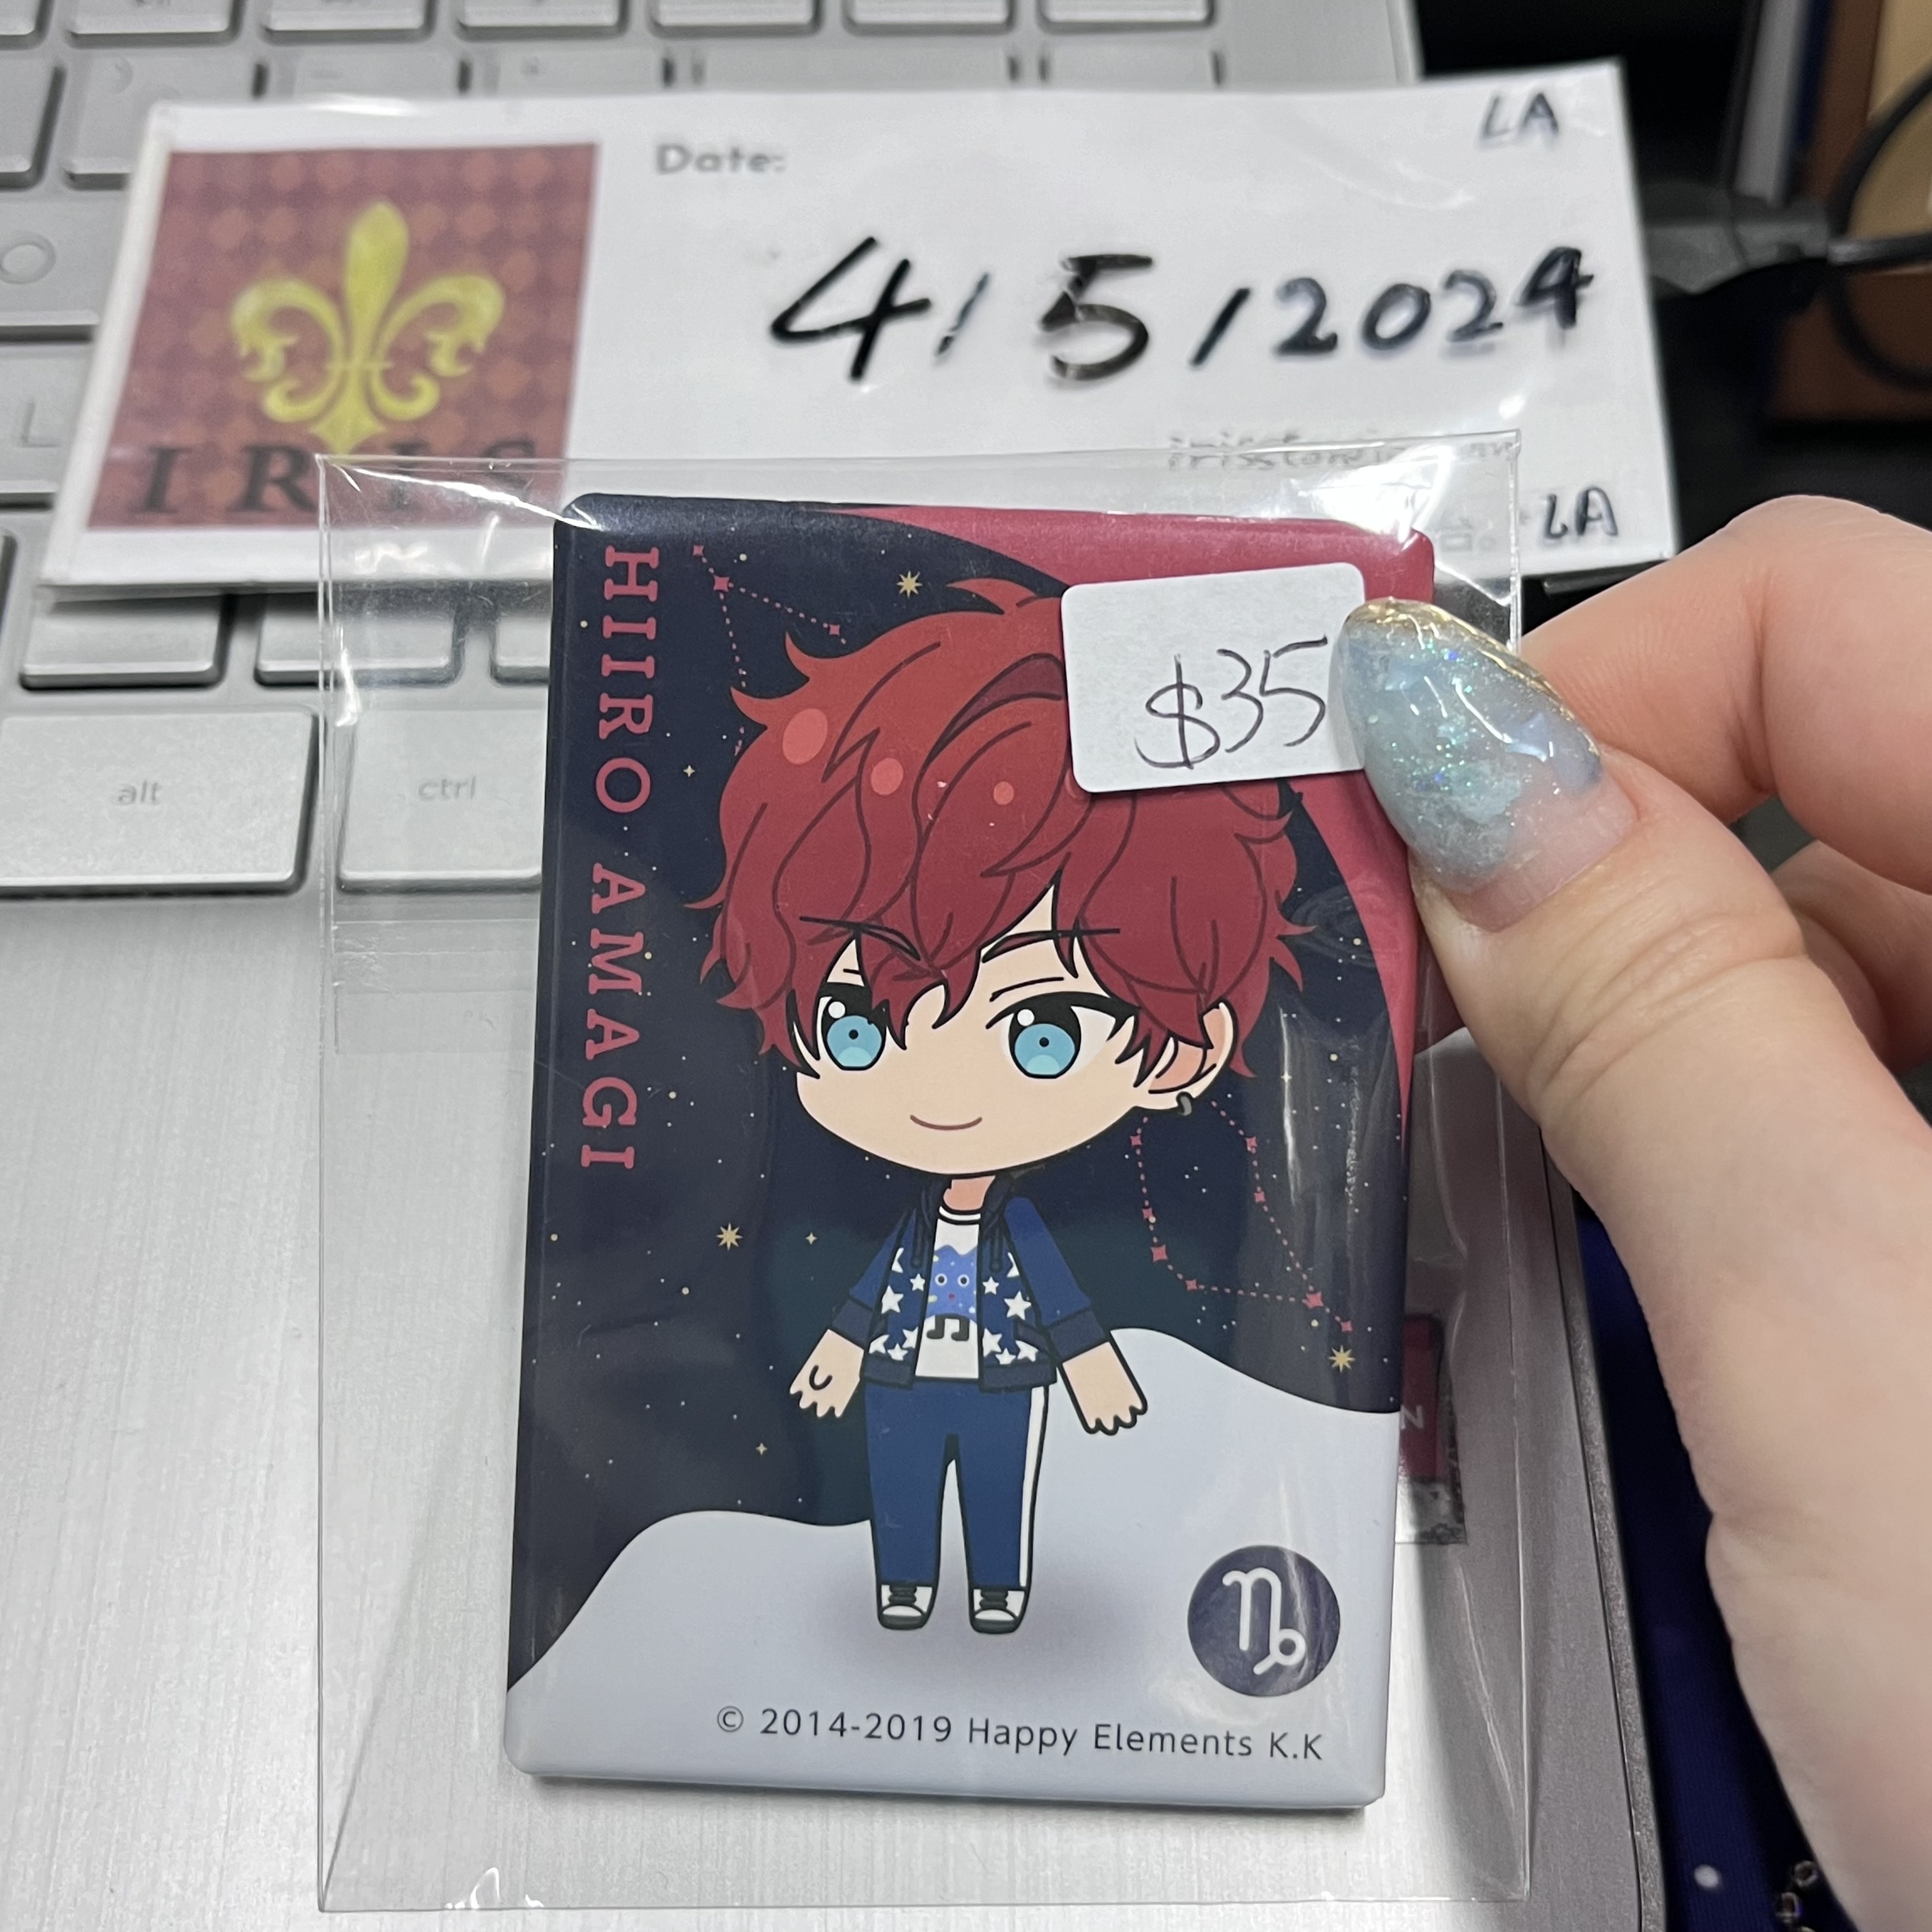 LA
Date:
4/5/2024
IRIS
LA
$35
HIIRO AMAGI
alt
ctrl
L
N
© 2014-2019 Happy Elements K.K